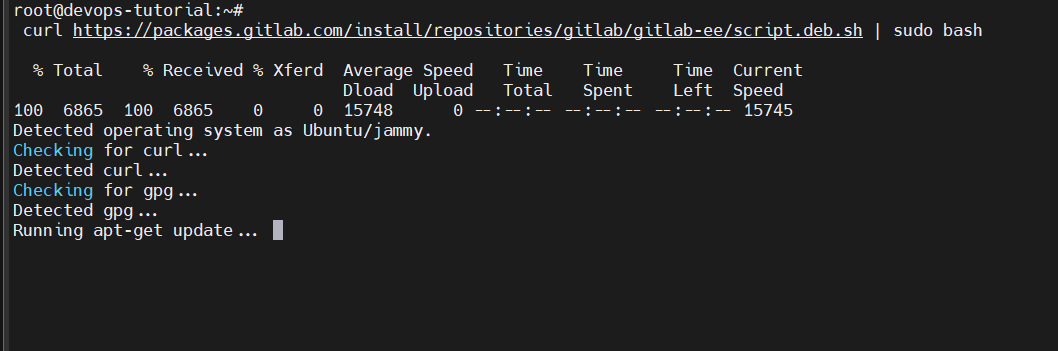 root@devops-tutorial:~#
curl https://packages.gitlab.com/install/repositories/gitlab/gitlab-ee/script.deb.sh | sudo bash
% Total    % Received % Xferd  Average Speed   Time    Time     Time  Current
Dload  Upload   Total   Spent    Left  Speed
100  6865  100  6865    0     0  15748      0 --:--:-- --:--:-- --:--:-- 15745
Detected operating system as Ubuntu/jammy.
Checking for curl...
Detected curl...
Checking for gpg...
Detected gpg...
Running apt-get update...